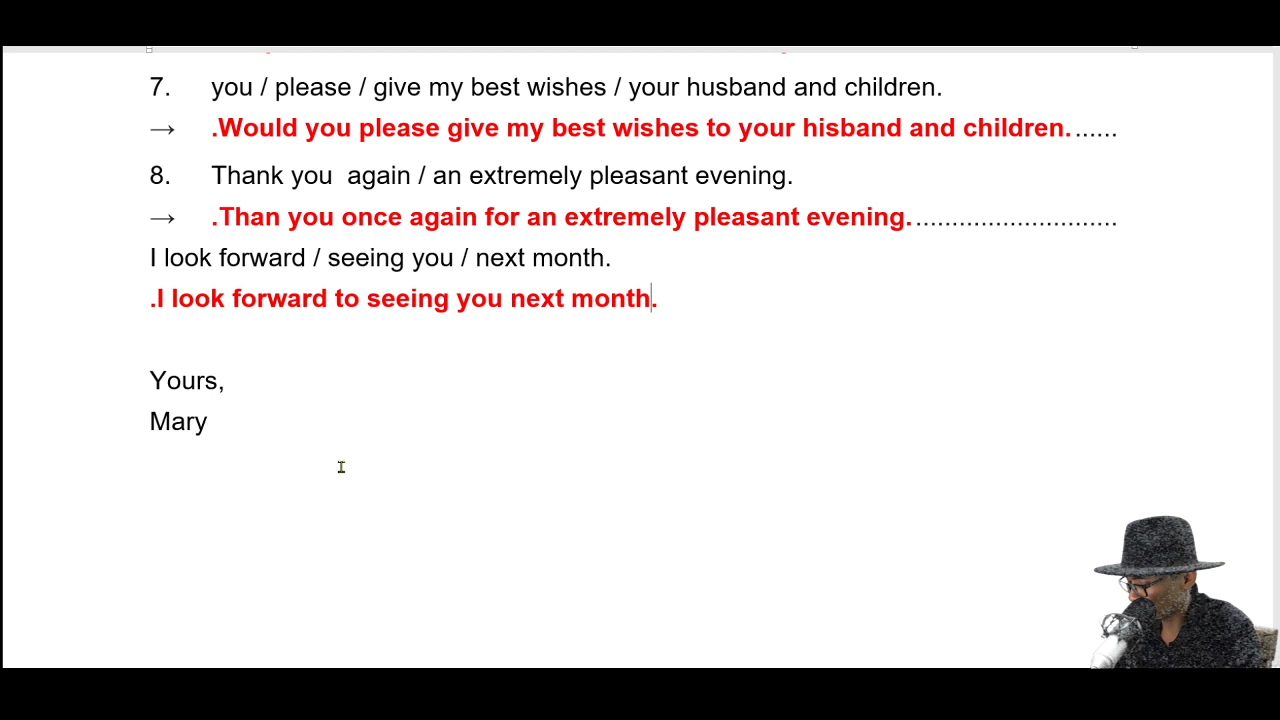 7. you / please / give my best wishes / your husband and children.
→ .Would you please give my best wishes to your hisband and children.......
8. Thank you  again / an extremely pleasant evening.
→ .Than you once again for an extremely pleasant evening.............................
I look forward / seeing you / next month.
.I look forward to seeing you next month.
Yours,
Mary